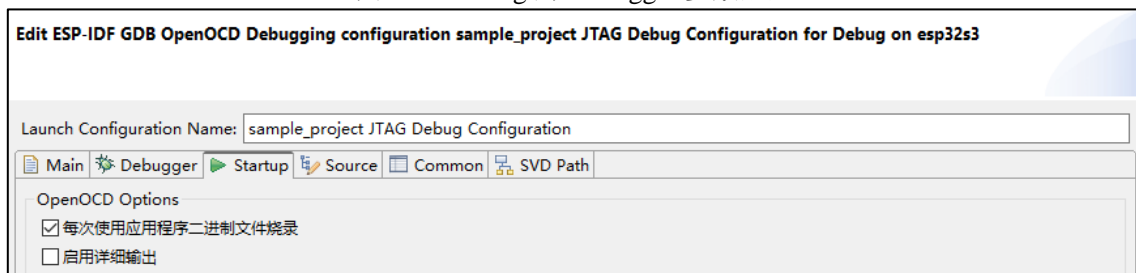 Edit ESP-IDF GDB OpenOCD Debugging configuration sample_project JTAG Debug Configuration for Debug on esp32s3
Launch Configuration Name: sample_project JTAG Debug Configuration
Main Debugger Startup Source Common SVD Path
OpenOCD Options
每次使用应用程序二进制文件烧录
启用详细输出